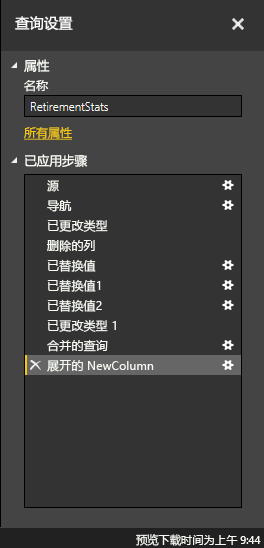 查询设置
属性
名称
RetirementStats
所有属性
已应用步骤
源
导航
已更改类型
删除的列
已替换值
已替换值1
已替换值2
已更改类型 1
合并的查询
展开的 NewColumn
预览下载时间为上午 9:44